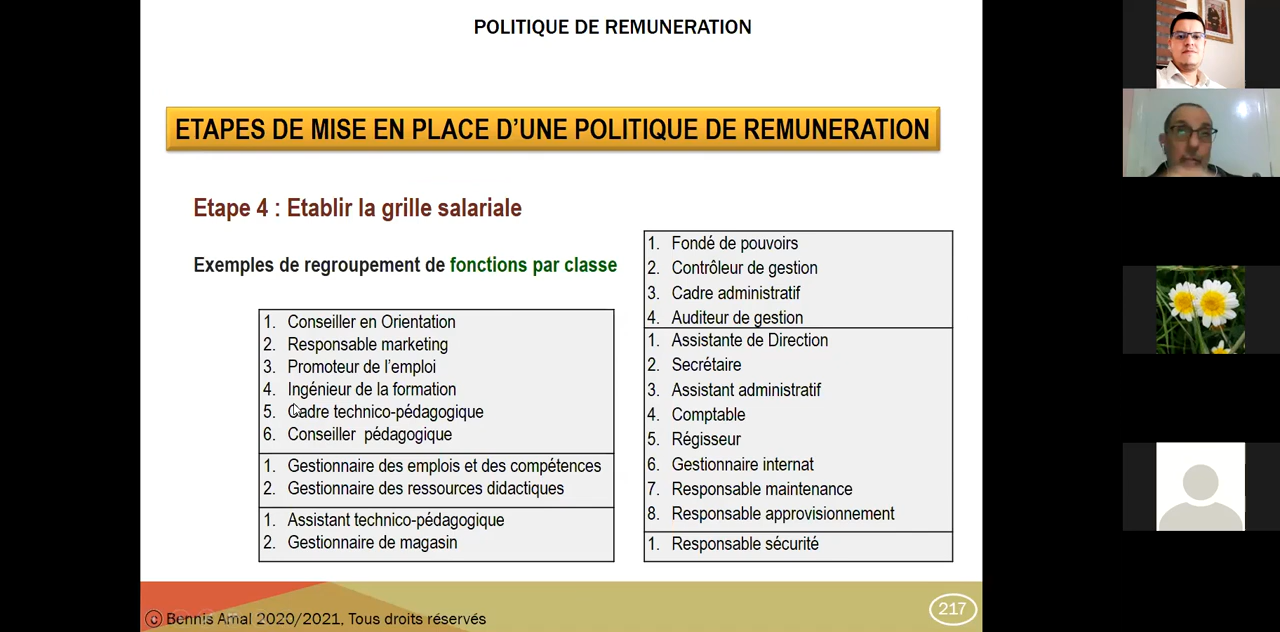 POLITIQUE DE REMUNERATION
ETAPES DE MISE EN PLACE D'UNE POLITIQUE DE REMUNERATION
Etape 4 : Etablir la grille salariale
Exemples de regroupement de fonctions par classe
1. Conseiller en Orientation
2. Responsable marketing
3. Promoteur de l'emploi
4. Ingénieur de la formation
5. Cadre technico-pédagogique
6. Conseiller pédagogique
1. Gestionnaire des emplois et des compétences
2. Gestionnaire des ressources didactiques
1. Assistant technico-pédagogique
2. Gestionnaire de magasin
1. Fondé de pouvoirs
2. Contrôleur de gestion
3. Cadre administratif
4. Auditeur de gestion
1. Assistante de Direction
2. Secrétaire
3. Assistant administratif
4. Comptable
5. Régisseur
6. Gestionnaire internat
7. Responsable maintenance
8. Responsable approvisionnement
1. Responsable sécurité
© Bennis Amal 2020/2021, Tous droits réservés
217